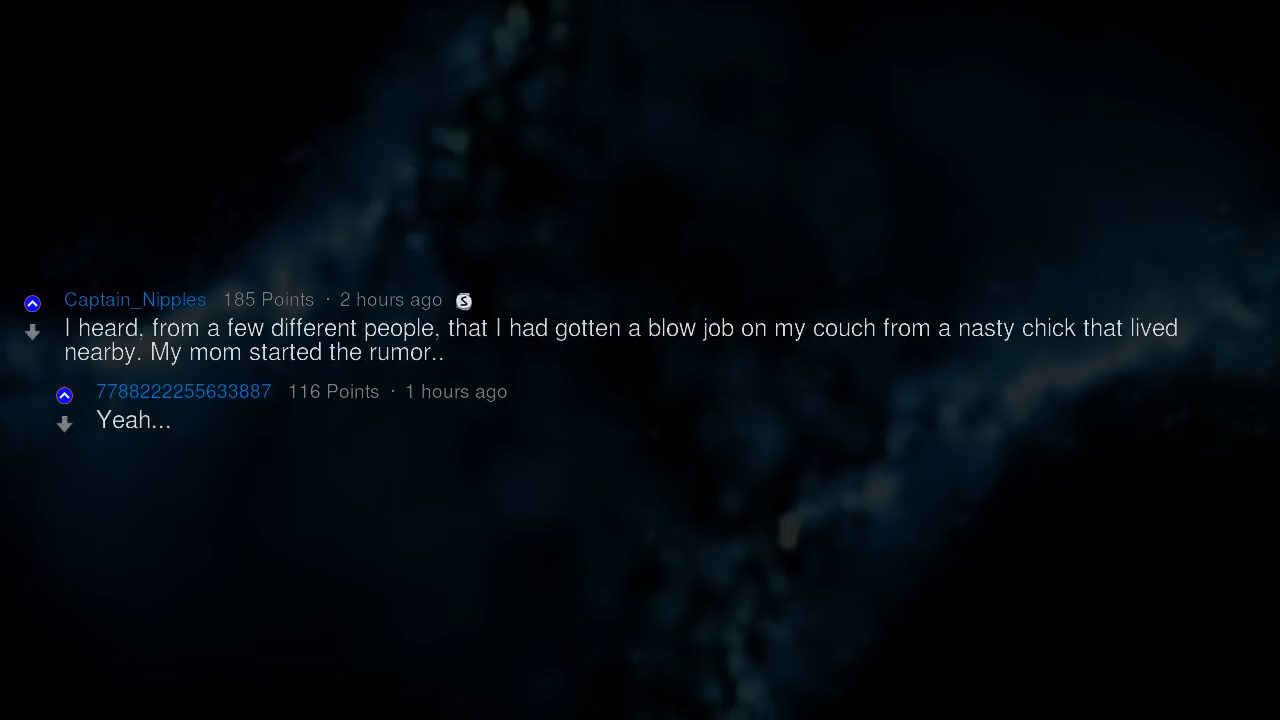 Captain_Nipples 185 Points · 2 hours ago S
I heard, from a few different people, that I had gotten a blow job on my couch from a nasty chick that lived
nearby. My mom started the rumor..
7788222255633887 116 Points · 1 hours ago
Yeah...